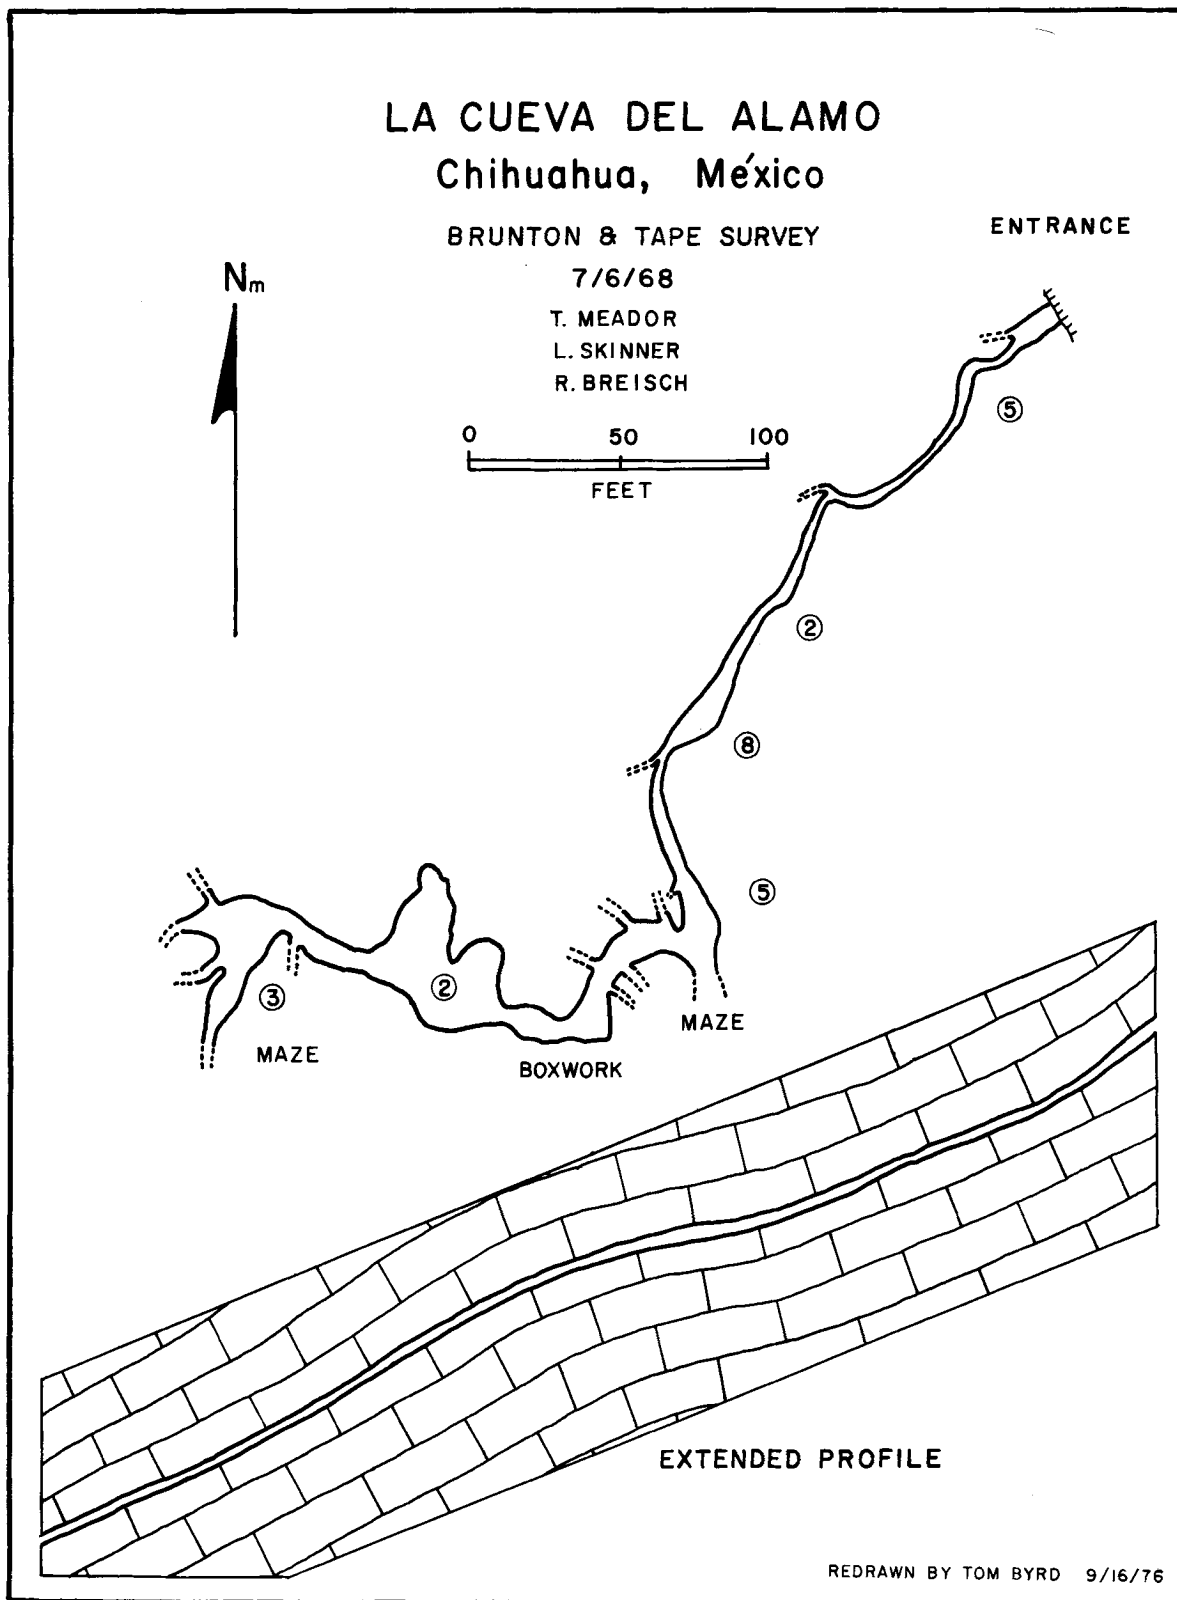 LA CUEVA DEL ALAMO
Chihuahua, México
BRUNTON & TAPE SURVEY
7/6/68
T. MEADOR
L. SKINNER
R. BREISCH
ENTRANCE
Nm
0 50 100
FEET
5
2
8
5
2
3
MAZE
MAZE
BOXWORK
EXTENDED PROFILE
REDRAWN BY TOM BYRD 9/16/76